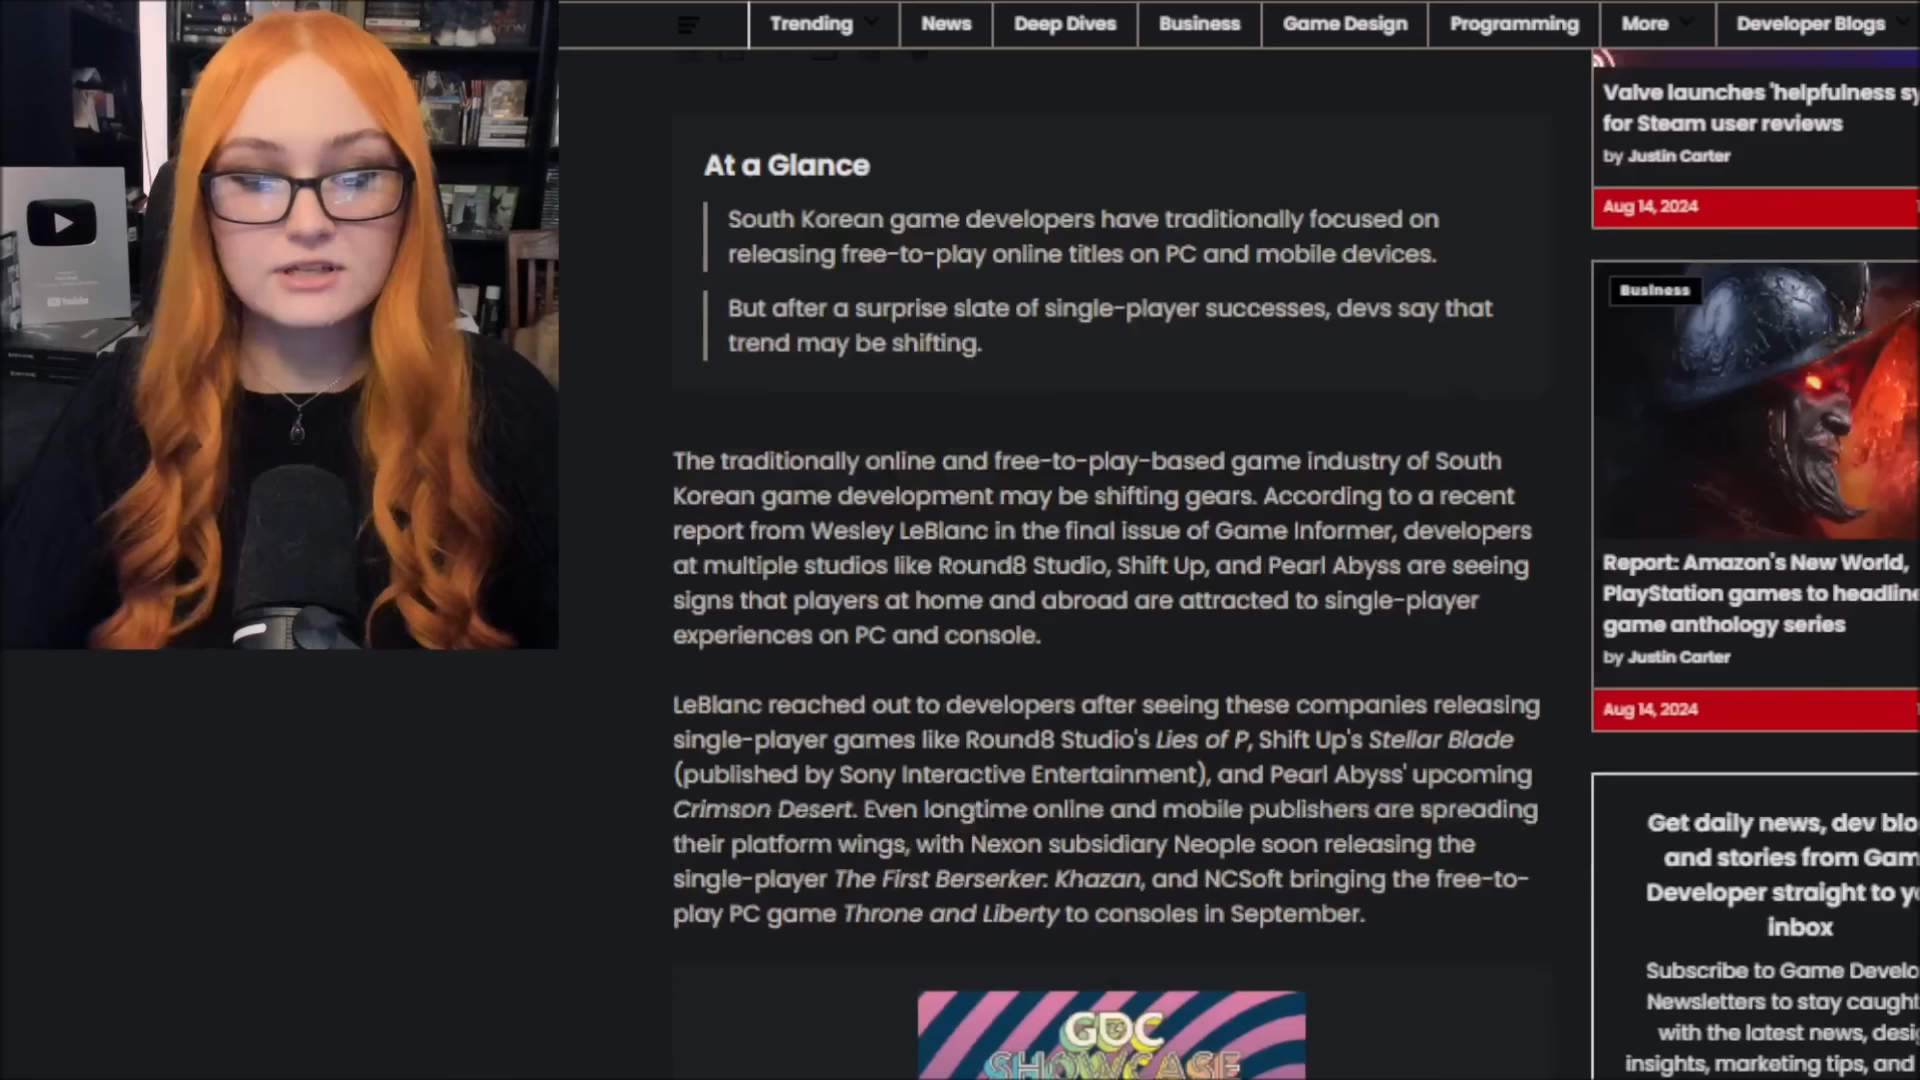 Trending
News
Deep Dives
Business
Game Design
Programming
More
Developer Blogs
At a Glance
South Korean game developers have traditionally focused on
releasing free-to-play online titles on PC and mobile devices.
But after a surprise slate of single-player successes, devs say that
trend may be shifting.
The traditionally online and free-to-play-based game industry of South
Korean game development may be shifting gears. According to a recent
report from Wesley LeBlanc in the final issue of Game Informer, developers
at multiple studios like Round8 Studio, Shift Up, and Pearl Abyss are seeing
signs that players at home and abroad are attracted to single-player
experiences on PC and console.
LeBlanc reached out to developers after seeing these companies releasing
single-player games like Round8 Studio's Lies of P, Shift Up's Stellar Blade
(published by Sony Interactive Entertainment), and Pearl Abyss' upcoming
Crimson Desert. Even longtime online and mobile publishers are spreading
their platform wings, with Nexon subsidiary Neople soon releasing the
single-player The First Berserker: Khazan, and NCSoft bringing the free-to-
play PC game Throne and Liberty to consoles in September.
GDC
SHOWCASE
Valve launches 'helpfulness sy
for Steam user reviews
by Justin Carter
Aug 14, 2024
Business
Report: Amazon's New World,
PlayStation games to headline
game anthology series
by Justin Carter
Aug 14, 2024
Get daily news, dev blo
and stories from Gam
Developer straight to yo
inbox
Subscribe to Game Develo
Newsletters to stay caught
with the latest news, desi
insights, marketing tips, and
YouTube